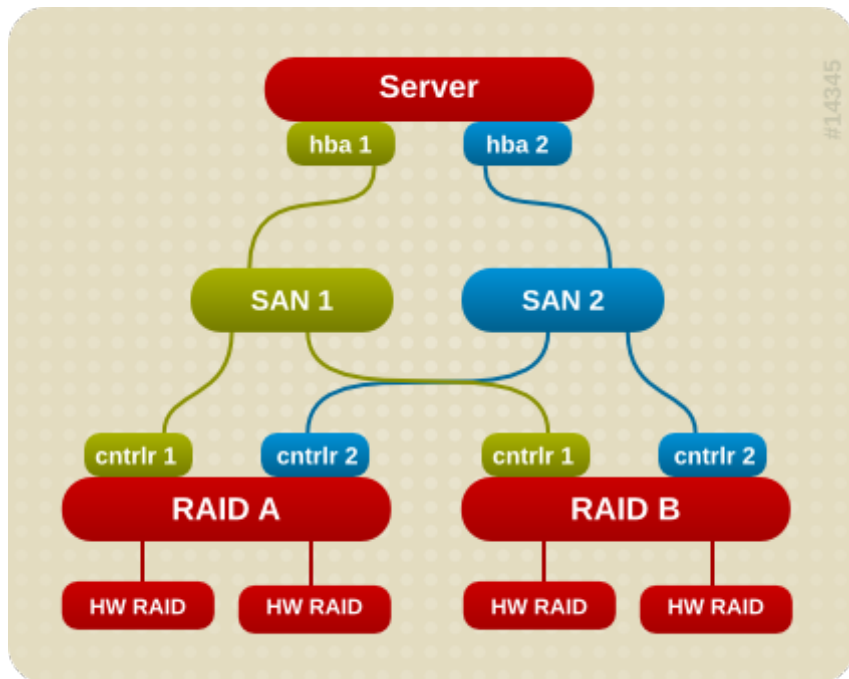 Server
#14345
hba 1
hba 2
SAN 1
SAN 2
cntrlr 1
cntrlr 2
cntrlr 1
cntrlr 2
RAID A
RAID B
HW RAID
HW RAID
HW RAID
HW RAID